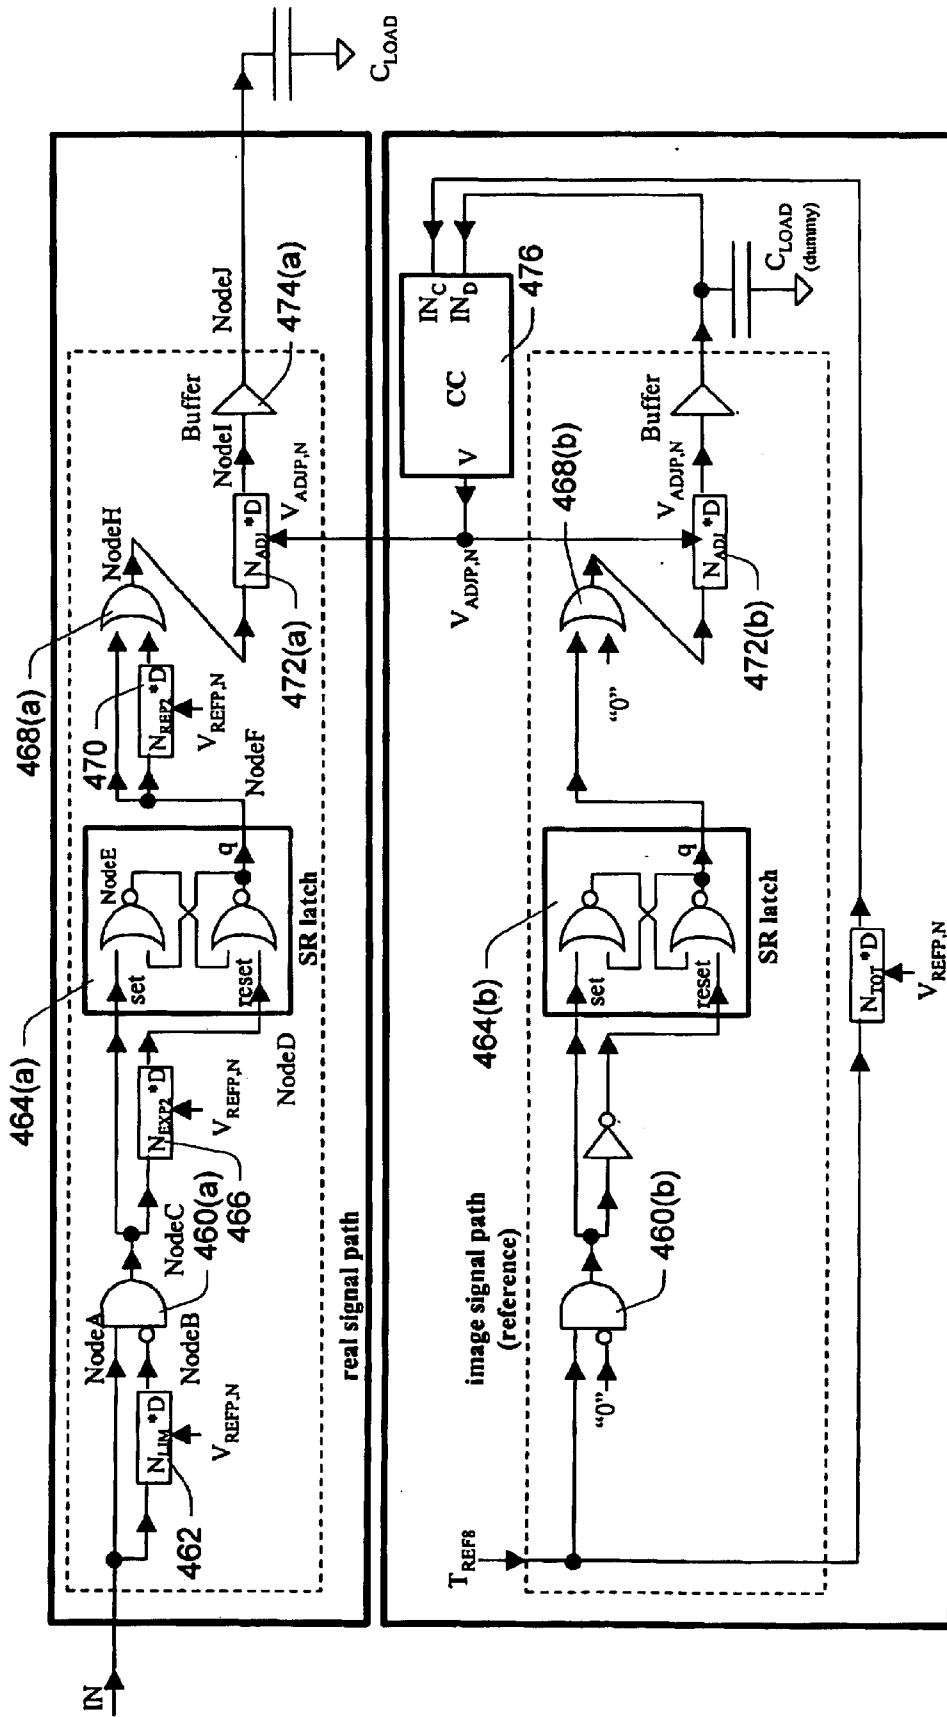 IN
NodeA
N_LIM *D
462
V_REFP,N
NodeB
NodeC
460(a)
N_EXP2 *D
466
V_REFP,N
NodeD
464(a)
set
reset
NodeE
q
SR latch
NodeF
470
N_REP2 *D
V_REFP,N
468(a)
NodeH
N_ADJ *D
472(a)
V_ADJP,N
NodeI
Buffer
474(a)
NodeJ
C_LOAD
real signal path
image signal path
(reference)
T_REF8
"0"
460(b)
464(b)
set
reset
q
SR latch
"0"
468(b)
V_ADJP,N
N_ADJ *D
472(b)
V_ADJP,N
Buffer
V
CC
IN_C
IN_D
476
C_LOAD
(dummy)
N_TOT *D
V_REFP,N